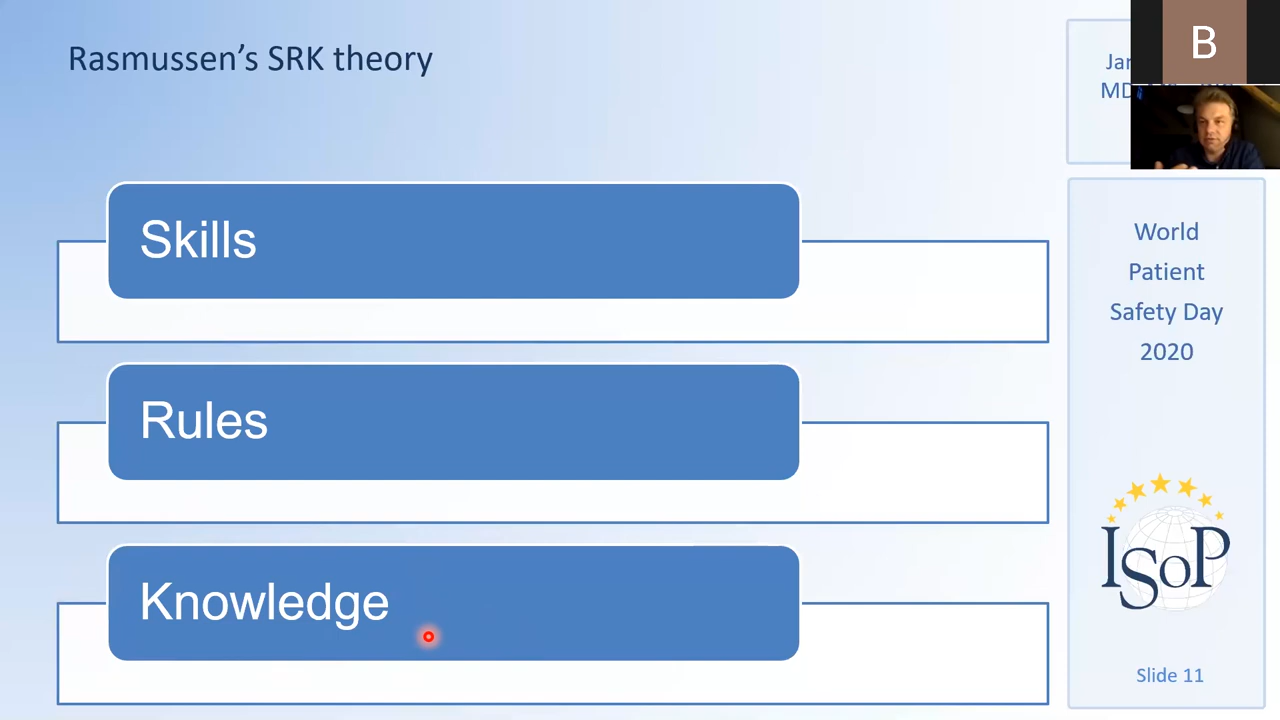 Rasmussen’s SRK theory
Skills
Rules
Knowledge
B
World
Patient
Safety Day
2020
ISoP
Slide 11